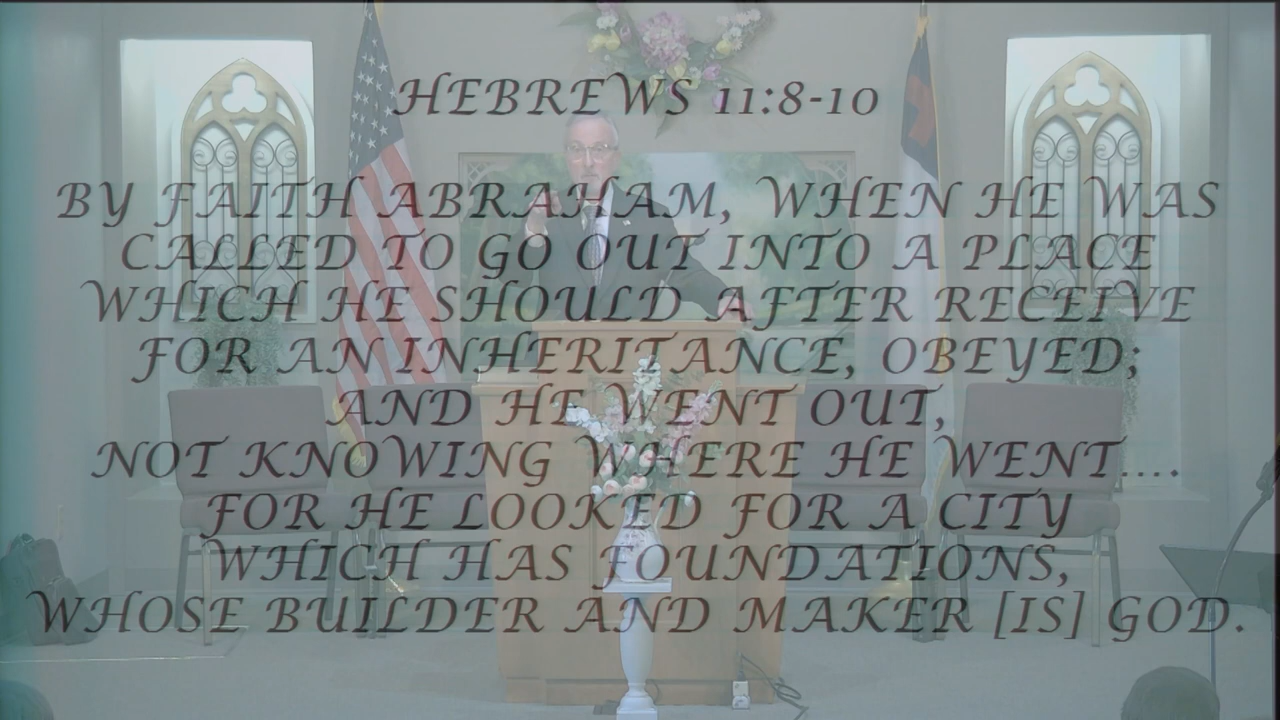 HEBREWS 11:8-10
BY FAITH ABRAHAM, WHEN HE WAS
CALLED TO GO OUT INTO A PLACE
WHICH HE SHOULD AFTER RECEIVE
FOR AN INHERITANCE, OBEYED;
AND HE WENT OUT,
NOT KNOWING WHERE HE WENT....
FOR HE LOOKED FOR A CITY
WHICH HAS FOUNDATIONS,
WHOSE BUILDER AND MAKER [IS] GOD.